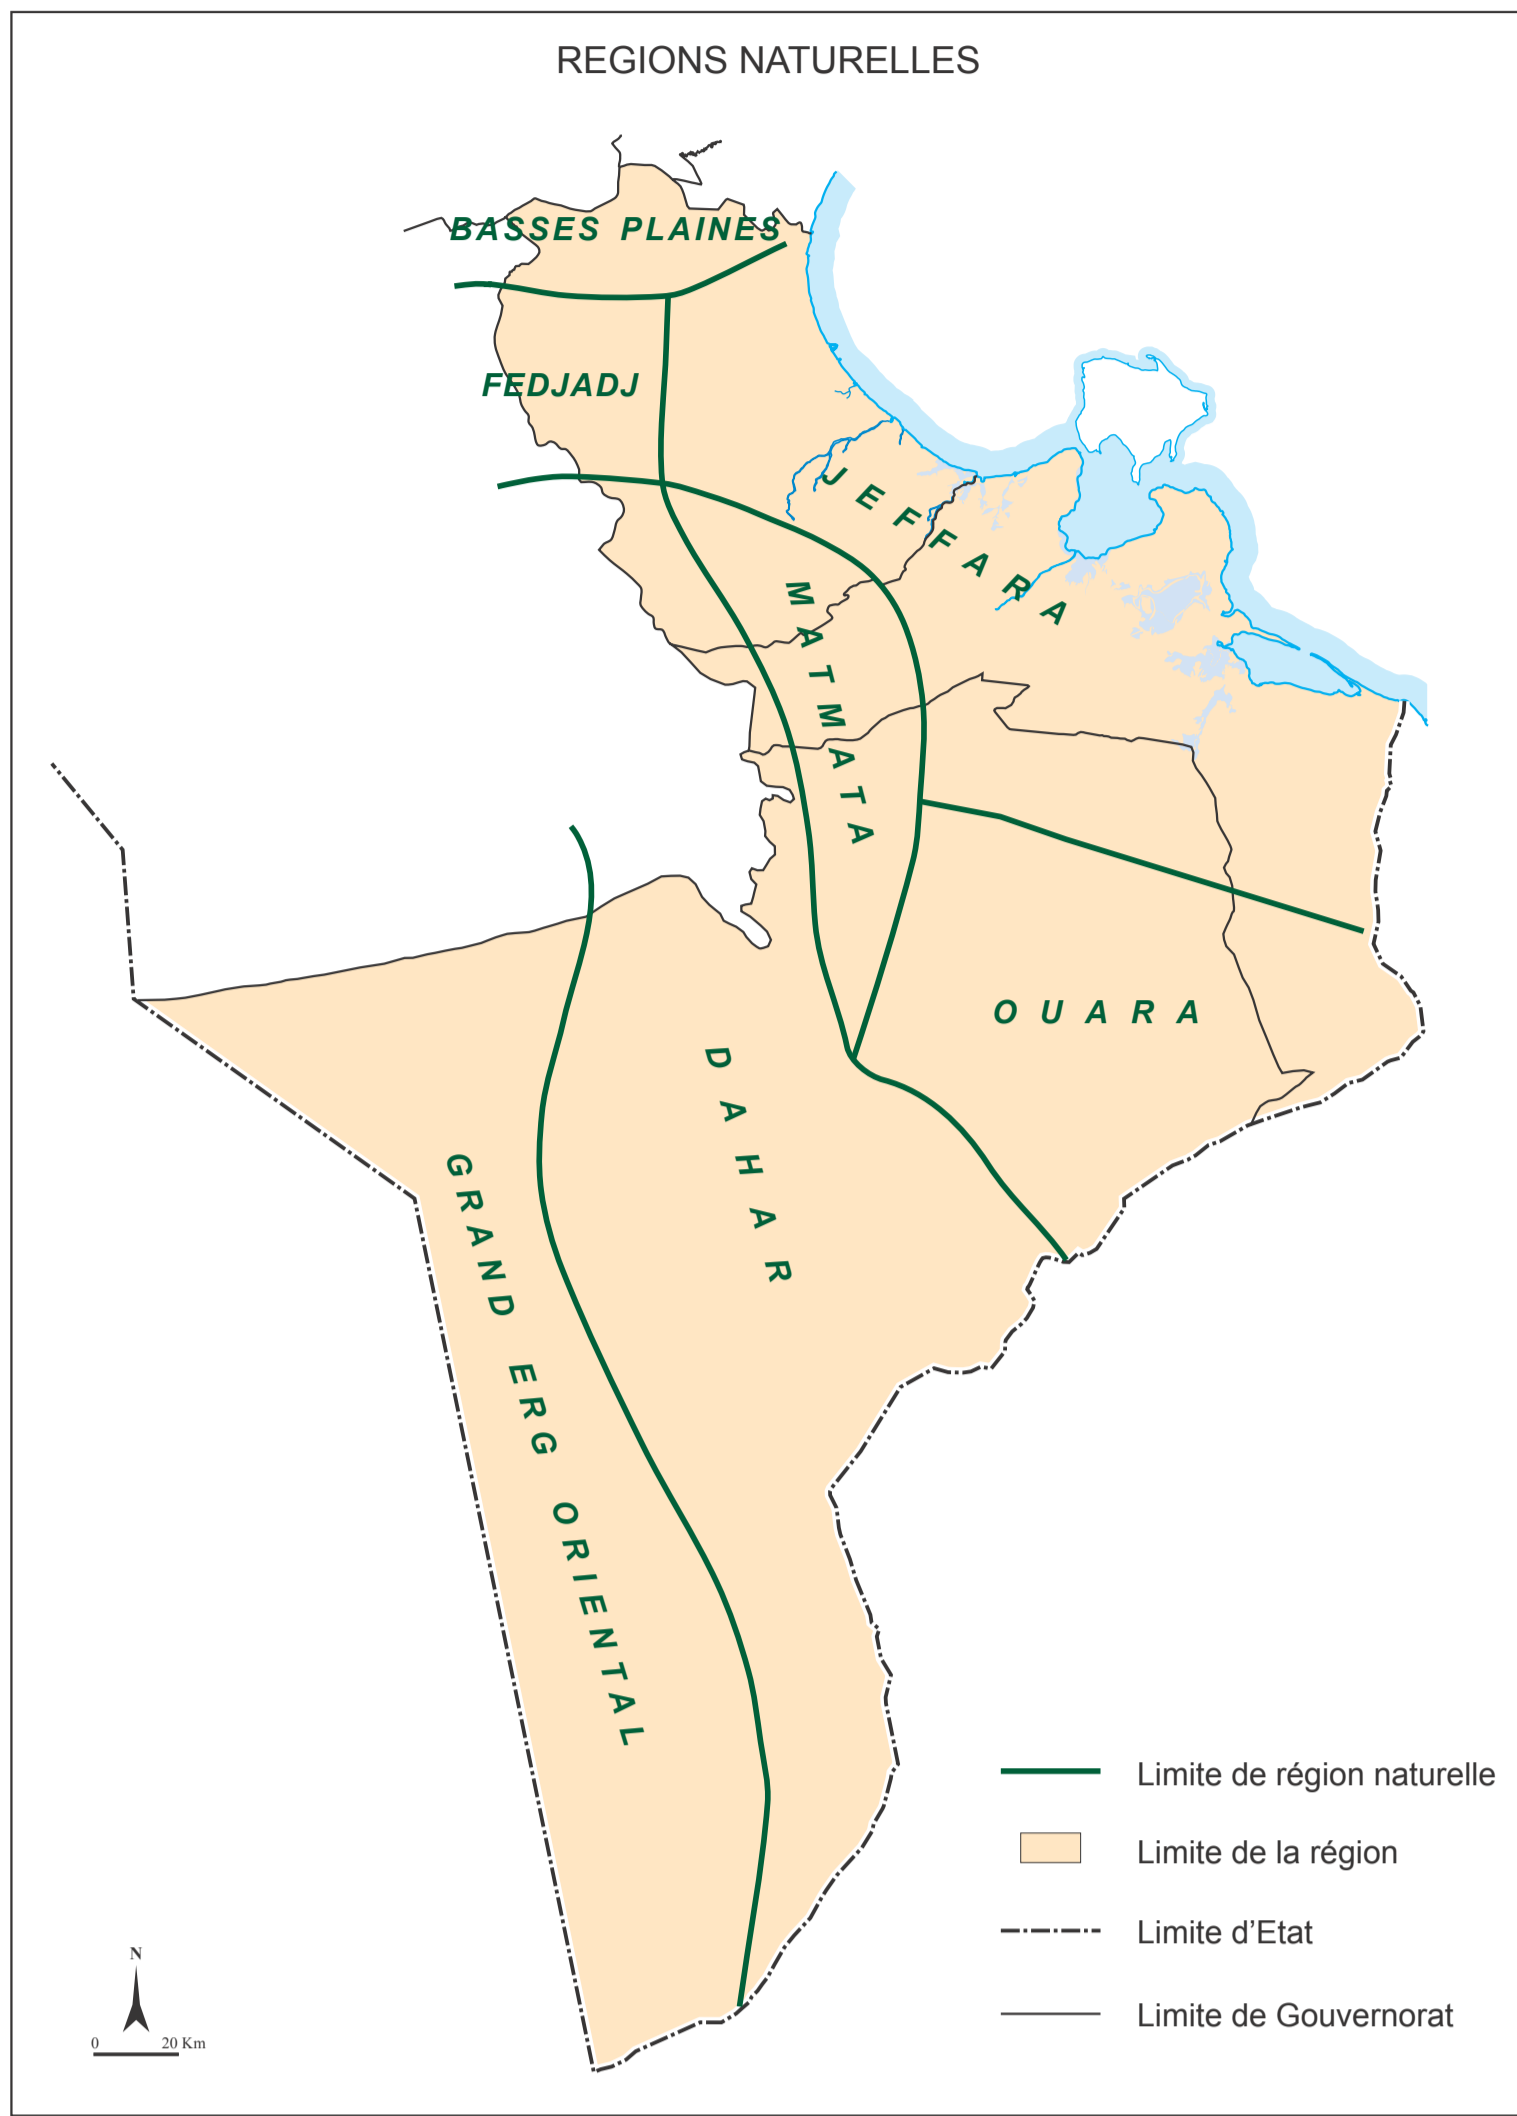 REGIONS NATURELLES
BASSES PLAINES
FEDJADJ
JEFFARA
MATMATA
OUARA
DAHAR
GRAND ERG ORIENTAL
Limite de région naturelle
Limite de la région
Limite d’Etat
Limite de Gouvernorat
N
0 20 Km